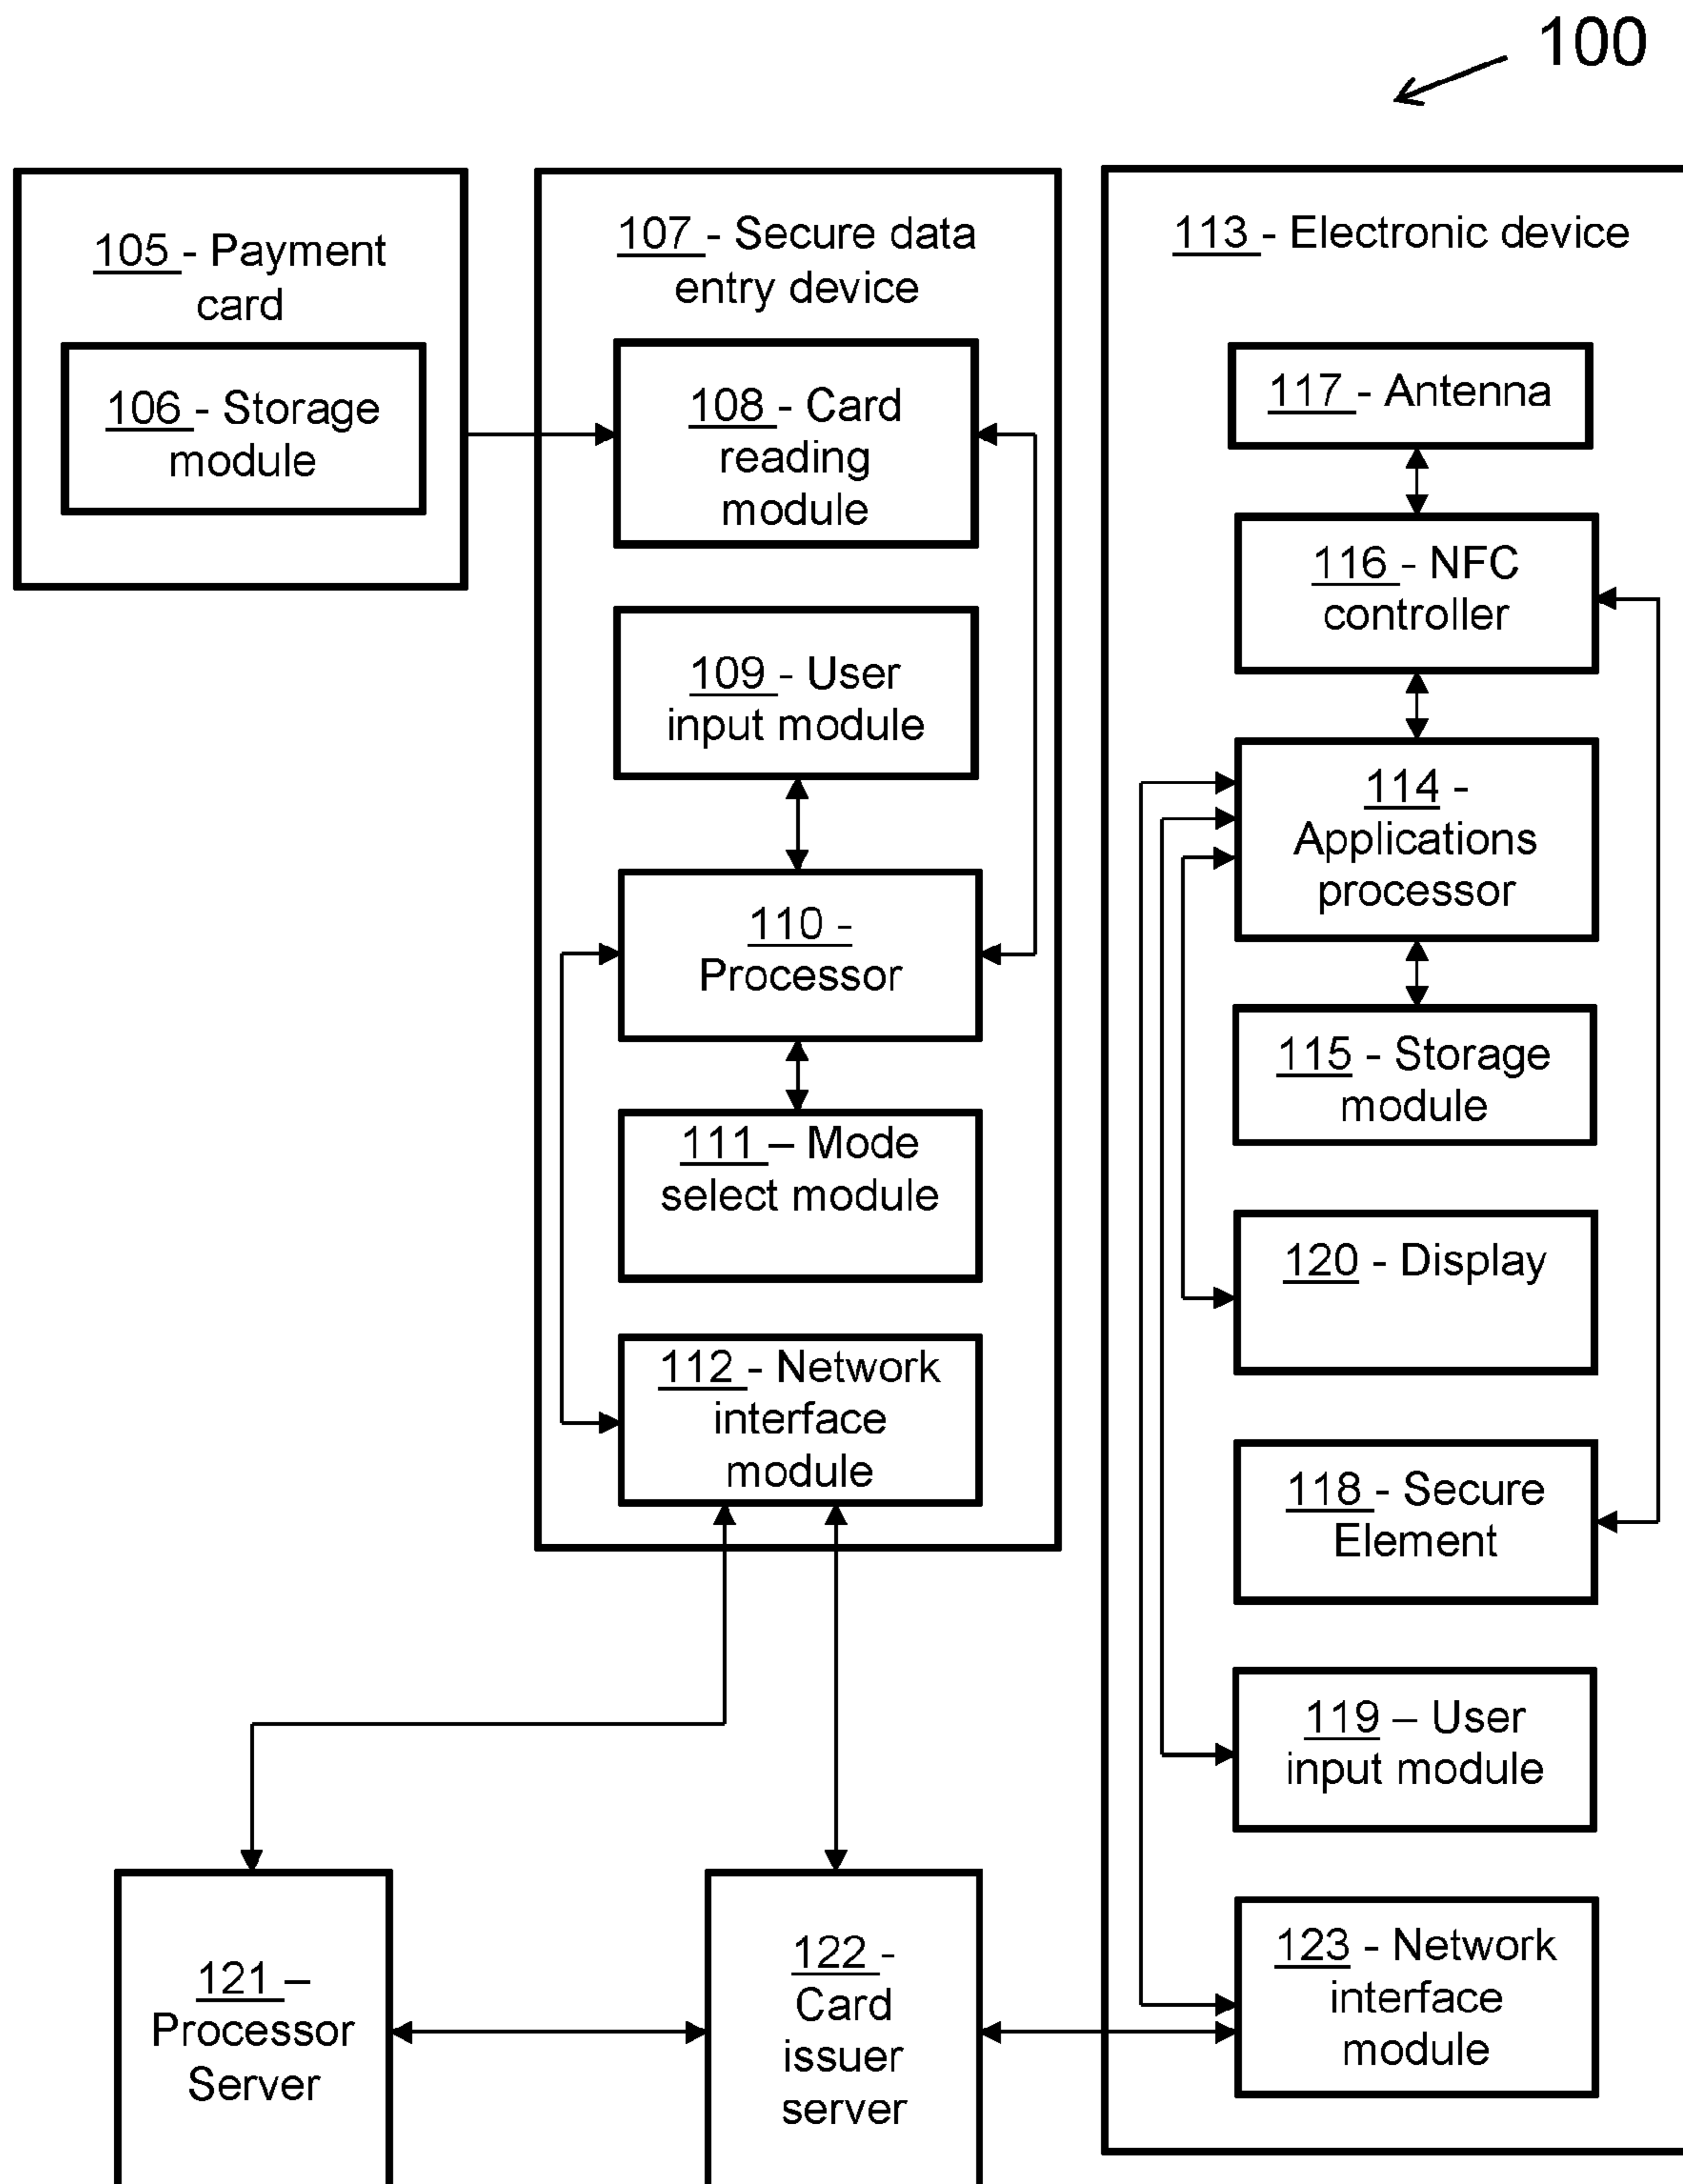 100
105 - Payment
card
106 - Storage
module
107 - Secure data
entry device
108 - Card
reading
module
109 - User
input module
110 -
Processor
111 – Mode
select module
112 - Network
interface
module
113 - Electronic device
117 - Antenna
116 - NFC
controller
114 -
Applications
processor
115 - Storage
module
120 - Display
118 - Secure
Element
119 – User
input module
123 - Network
interface
module
121 –
Processor
Server
122 -
Card
issuer
server